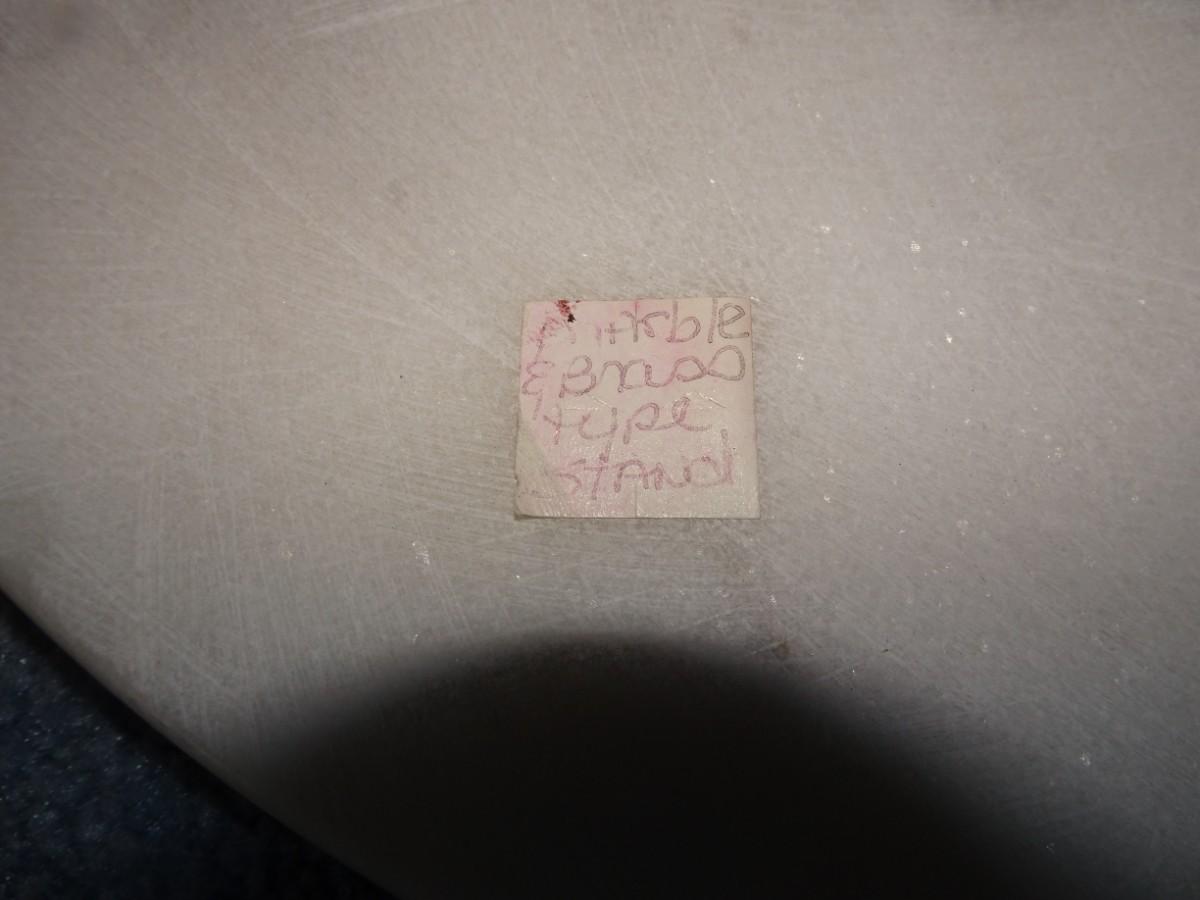 Marble
& Brass
type
STANd